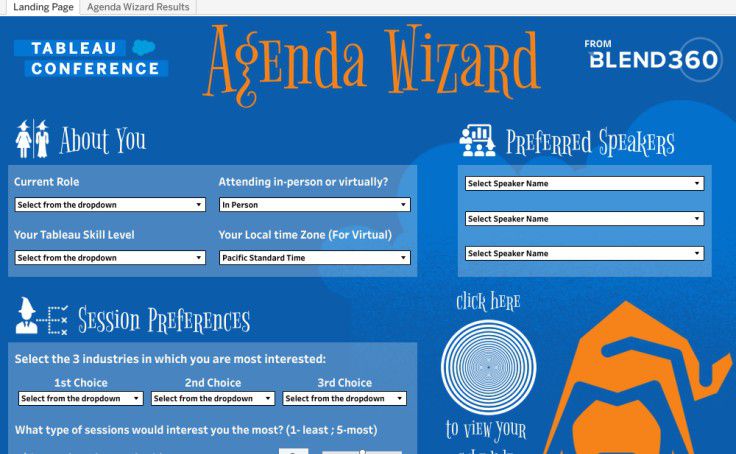 Landing Page
Agenda Wizard Results
TABLEAU
CONFERENCE
Agenda Wizard
FROM
BLEND360
About You
Current Role
Attending in-person or virtually?
Select from the dropdown
In Person
Your Tableau Skill Level
Your Local time Zone (For Virtual)
Select from the dropdown
Pacific Standard Time
Preferred Speakers
Select Speaker Name
Select Speaker Name
Select Speaker Name
Session Preferences
Select the 3 industries in which you are most interested:
1st Choice
2nd Choice
3rd Choice
Select from the dropdown
Select from the dropdown
Select from the dropdown
What type of sessions would interest you the most? (1- least ; 5-most)
click here
to view your